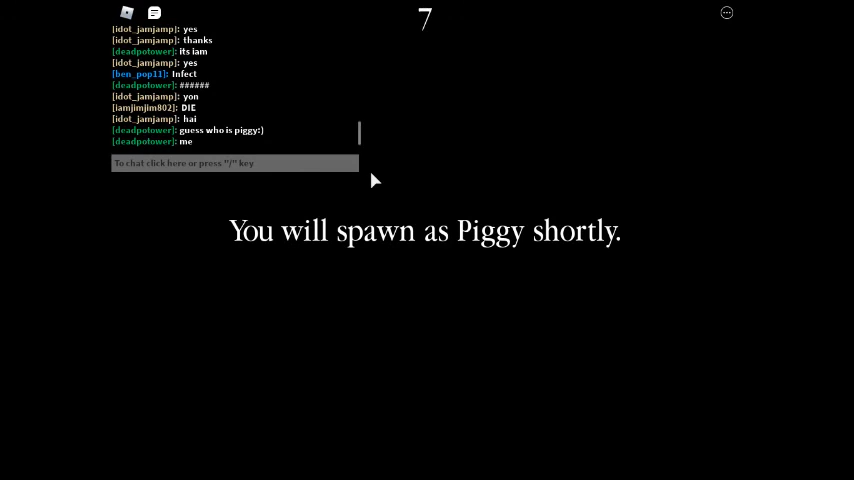 7
[idot_jamjamp]: yes
[idot_jamjamp]: thanks
[deadpotower]: its iam
[idot_jamjamp]: yes
[ben_pop11]: Infect
[deadpotower]: ######
[idot_jamjamp]: yon
[iamjimjim802]: DIE
[idot_jamjamp]: hai
[deadpotower]: guess who is piggy:)
[deadpotower]: me
To chat click here or press "/" key
You will spawn as Piggy shortly.